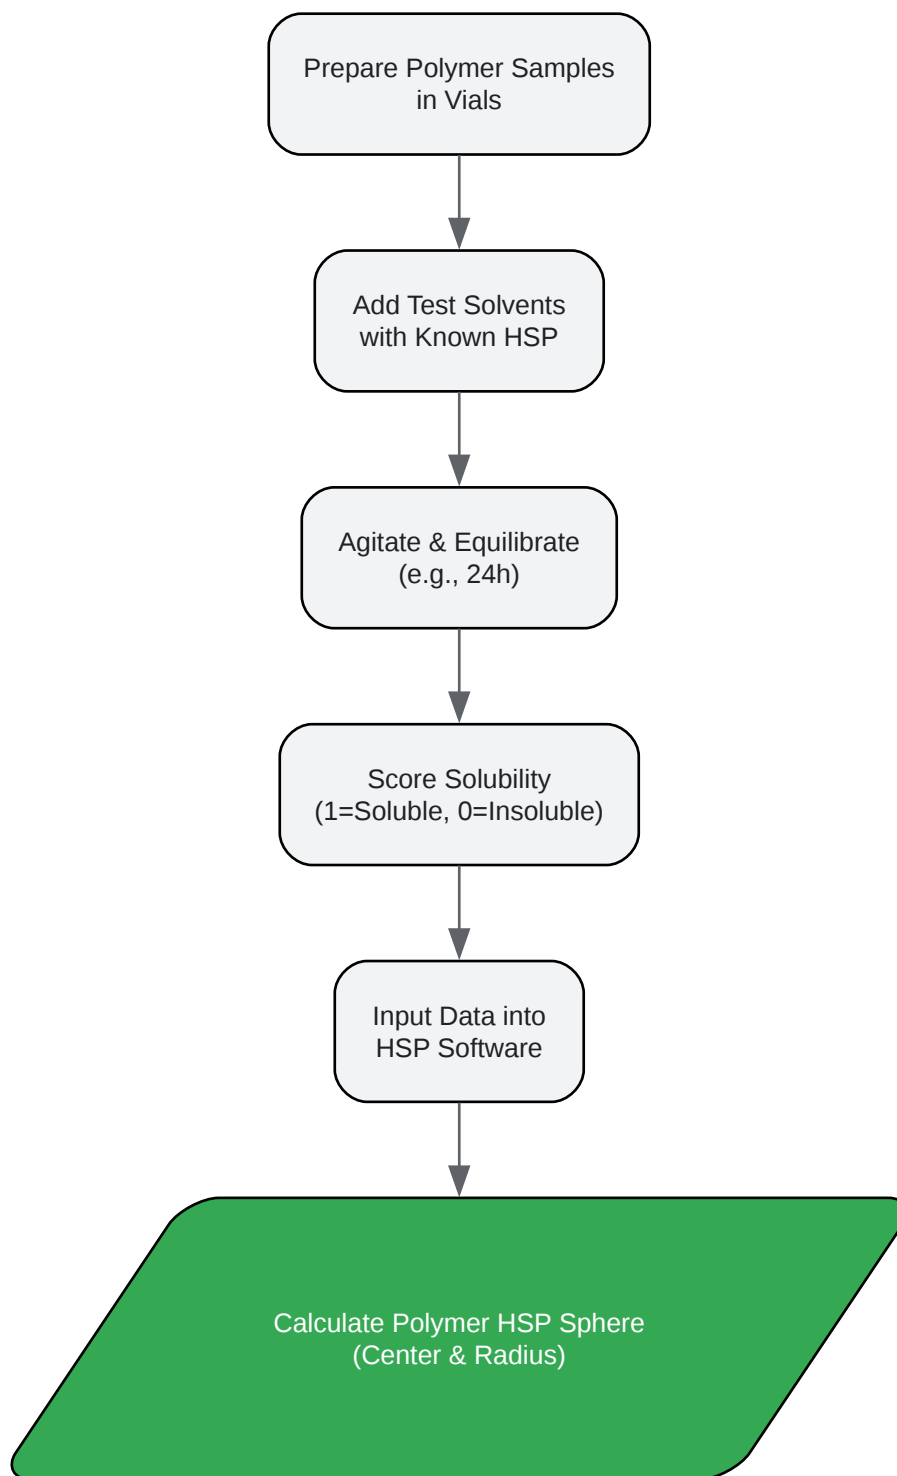 Prepare Polymer Samples
in Vials
Add Test Solvents
with Known HSP
Agitate & Equilibrate
(e.g., 24h)
Score Solubility
(1=Soluble, 0=Insoluble)
Input Data into
HSP Software
Calculate Polymer HSP Sphere
(Center & Radius)